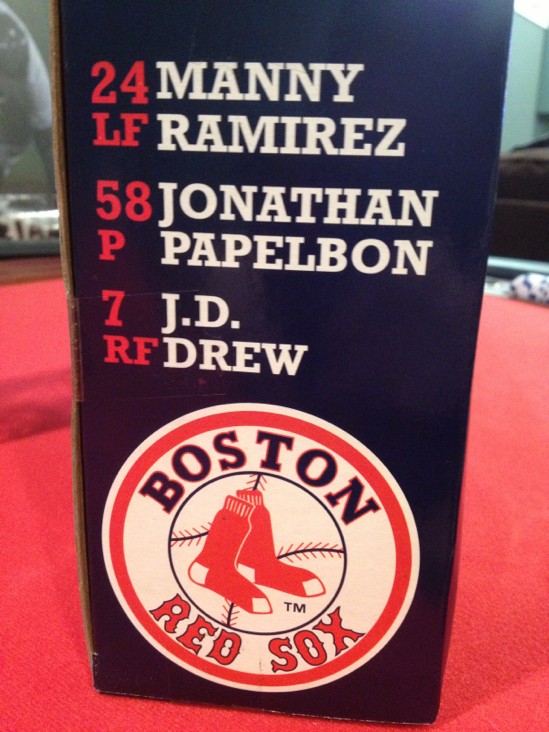 24 MANNY
LF RAMIREZ
58 JONATHAN
P PAPELBON
7 J.D.
RF DREW
BOSTON
TM
RED SOX